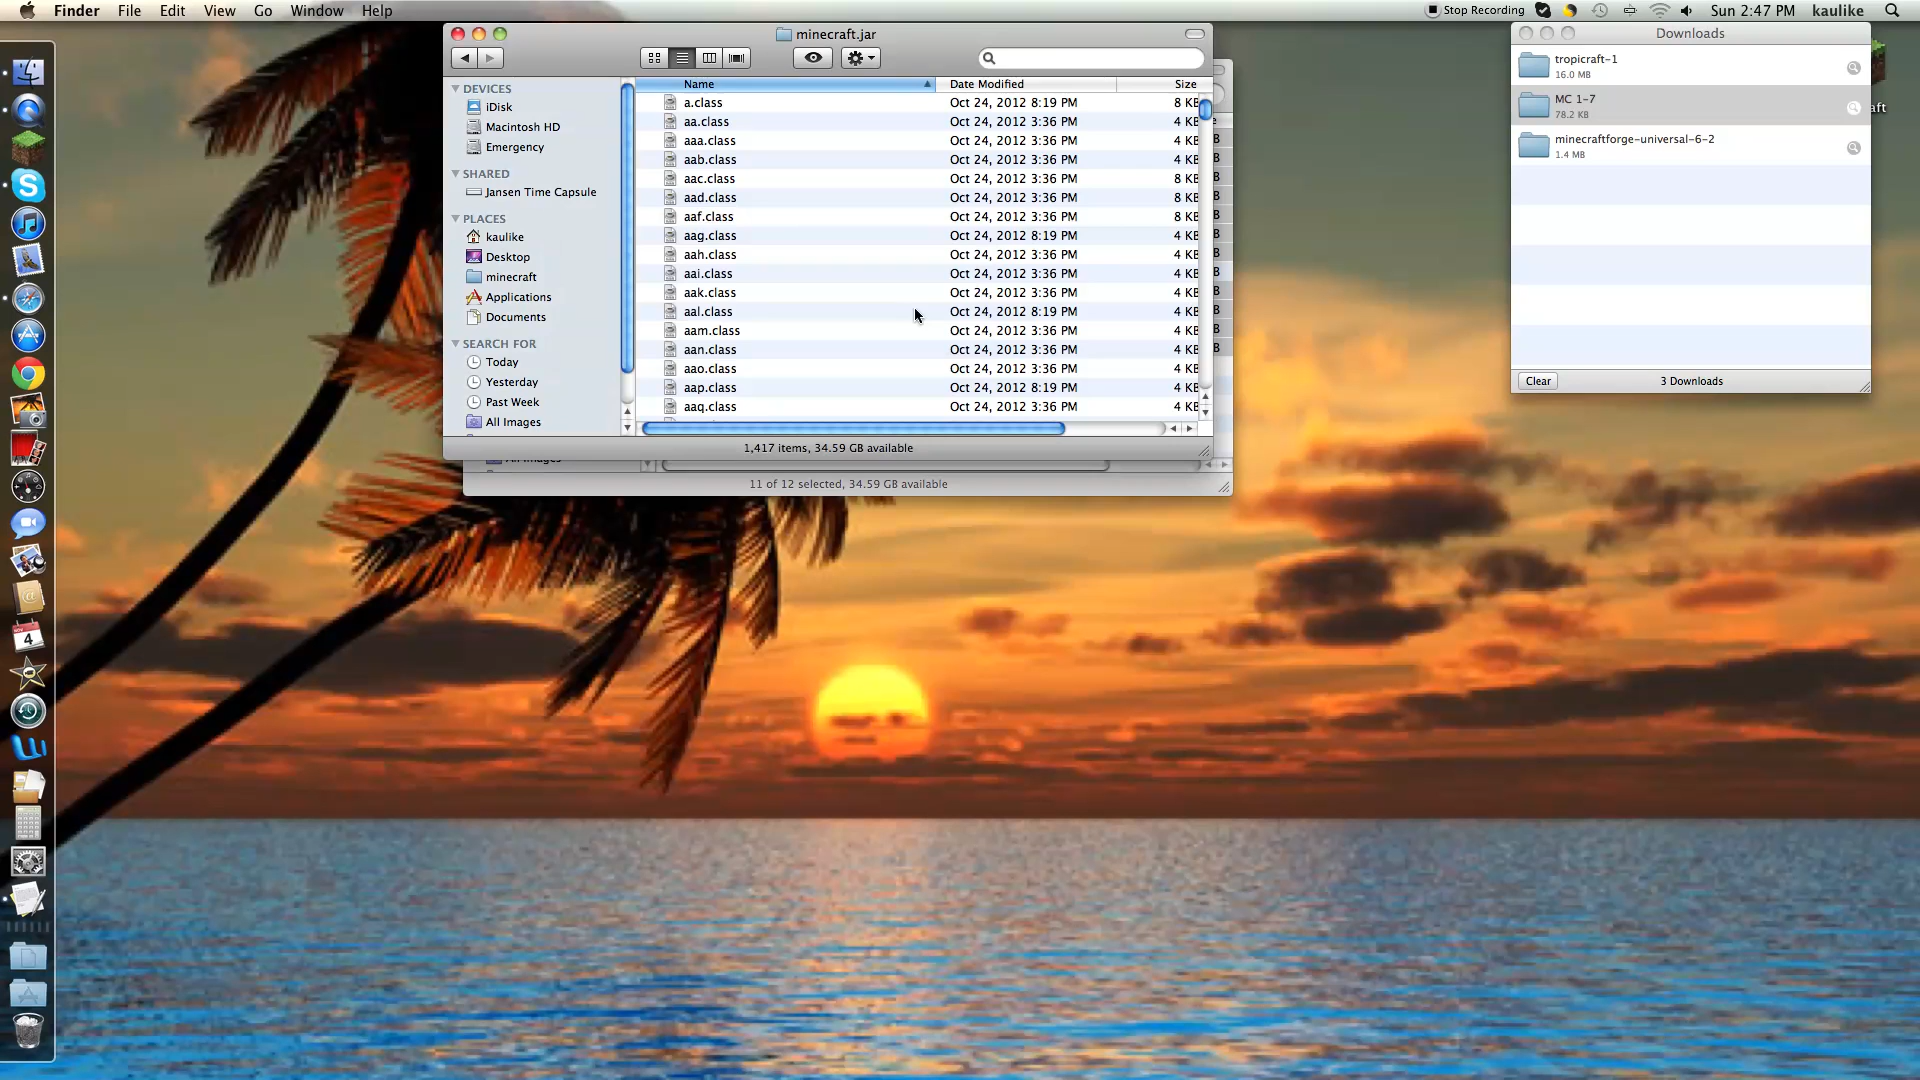 Finder File Edit View Go Window Help
Stop Recording Sun 2:47 PM kaulike
minecraft.jar
DEVICES
iDisk
Macintosh HD
Emergency
SHARED
Jansen Time Capsule
PLACES
kaulike
Desktop
minecraft
Applications
Documents
SEARCH FOR
Today
Yesterday
Past Week
All Images
Name Date Modified Size
a.class Oct 24, 2012 8:19 PM 8 KB
aa.class Oct 24, 2012 3:36 PM 4 KB
aaa.class Oct 24, 2012 3:36 PM 4 KB
aab.class Oct 24, 2012 3:36 PM 4 KB
aac.class Oct 24, 2012 3:36 PM 8 KB
aad.class Oct 24, 2012 3:36 PM 8 KB
aaf.class Oct 24, 2012 3:36 PM 8 KB
aag.class Oct 24, 2012 8:19 PM 4 KB
aah.class Oct 24, 2012 3:36 PM 4 KB
aai.class Oct 24, 2012 3:36 PM 4 KB
aak.class Oct 24, 2012 3:36 PM 4 KB
aal.class Oct 24, 2012 8:19 PM 4 KB
aam.class Oct 24, 2012 3:36 PM 4 KB
aan.class Oct 24, 2012 3:36 PM 4 KB
aao.class Oct 24, 2012 3:36 PM 4 KB
aap.class Oct 24, 2012 8:19 PM 4 KB
aaq.class Oct 24, 2012 3:36 PM 4 KB
1,417 items, 34.59 GB available
11 of 12 selected, 34.59 GB available
Downloads
tropicraft-1
16.0 MB
MC 1-7
78.2 KB
minecraftforge-universal-6-2
1.4 MB
Clear 3 Downloads
aft
NOV
4